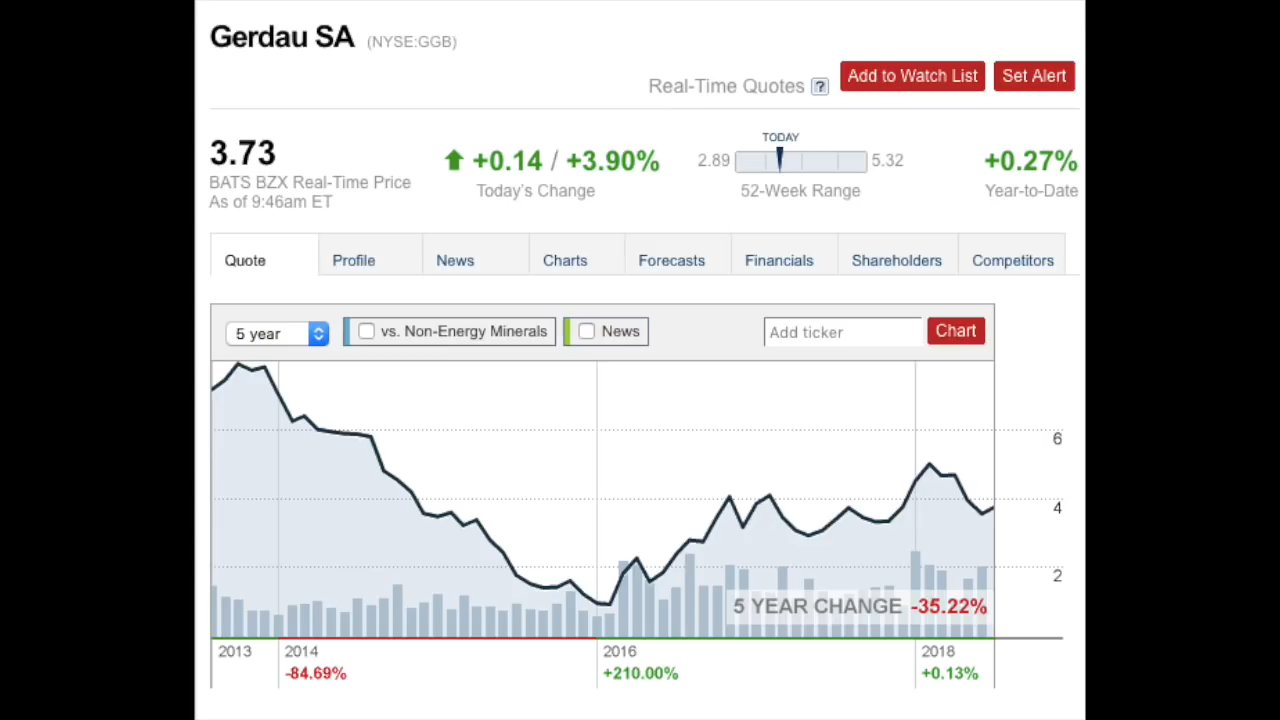 Gerdau SA (NYSE:GGB)
Real-Time Quotes ? Add to Watch List Set Alert
3.73
BATS BZX Real-Time Price
As of 9:46am ET
+0.14 / +3.90%
Today's Change
TODAY
2.89 5.32
52-Week Range
+0.27%
Year-to-Date
Quote Profile News Charts Forecasts Financials Shareholders Competitors
5 year vs. Non-Energy Minerals News Add ticker Chart
6
4
2
5 YEAR CHANGE -35.22%
2013 2014 2016 2018
-84.69% +210.00% +0.13%